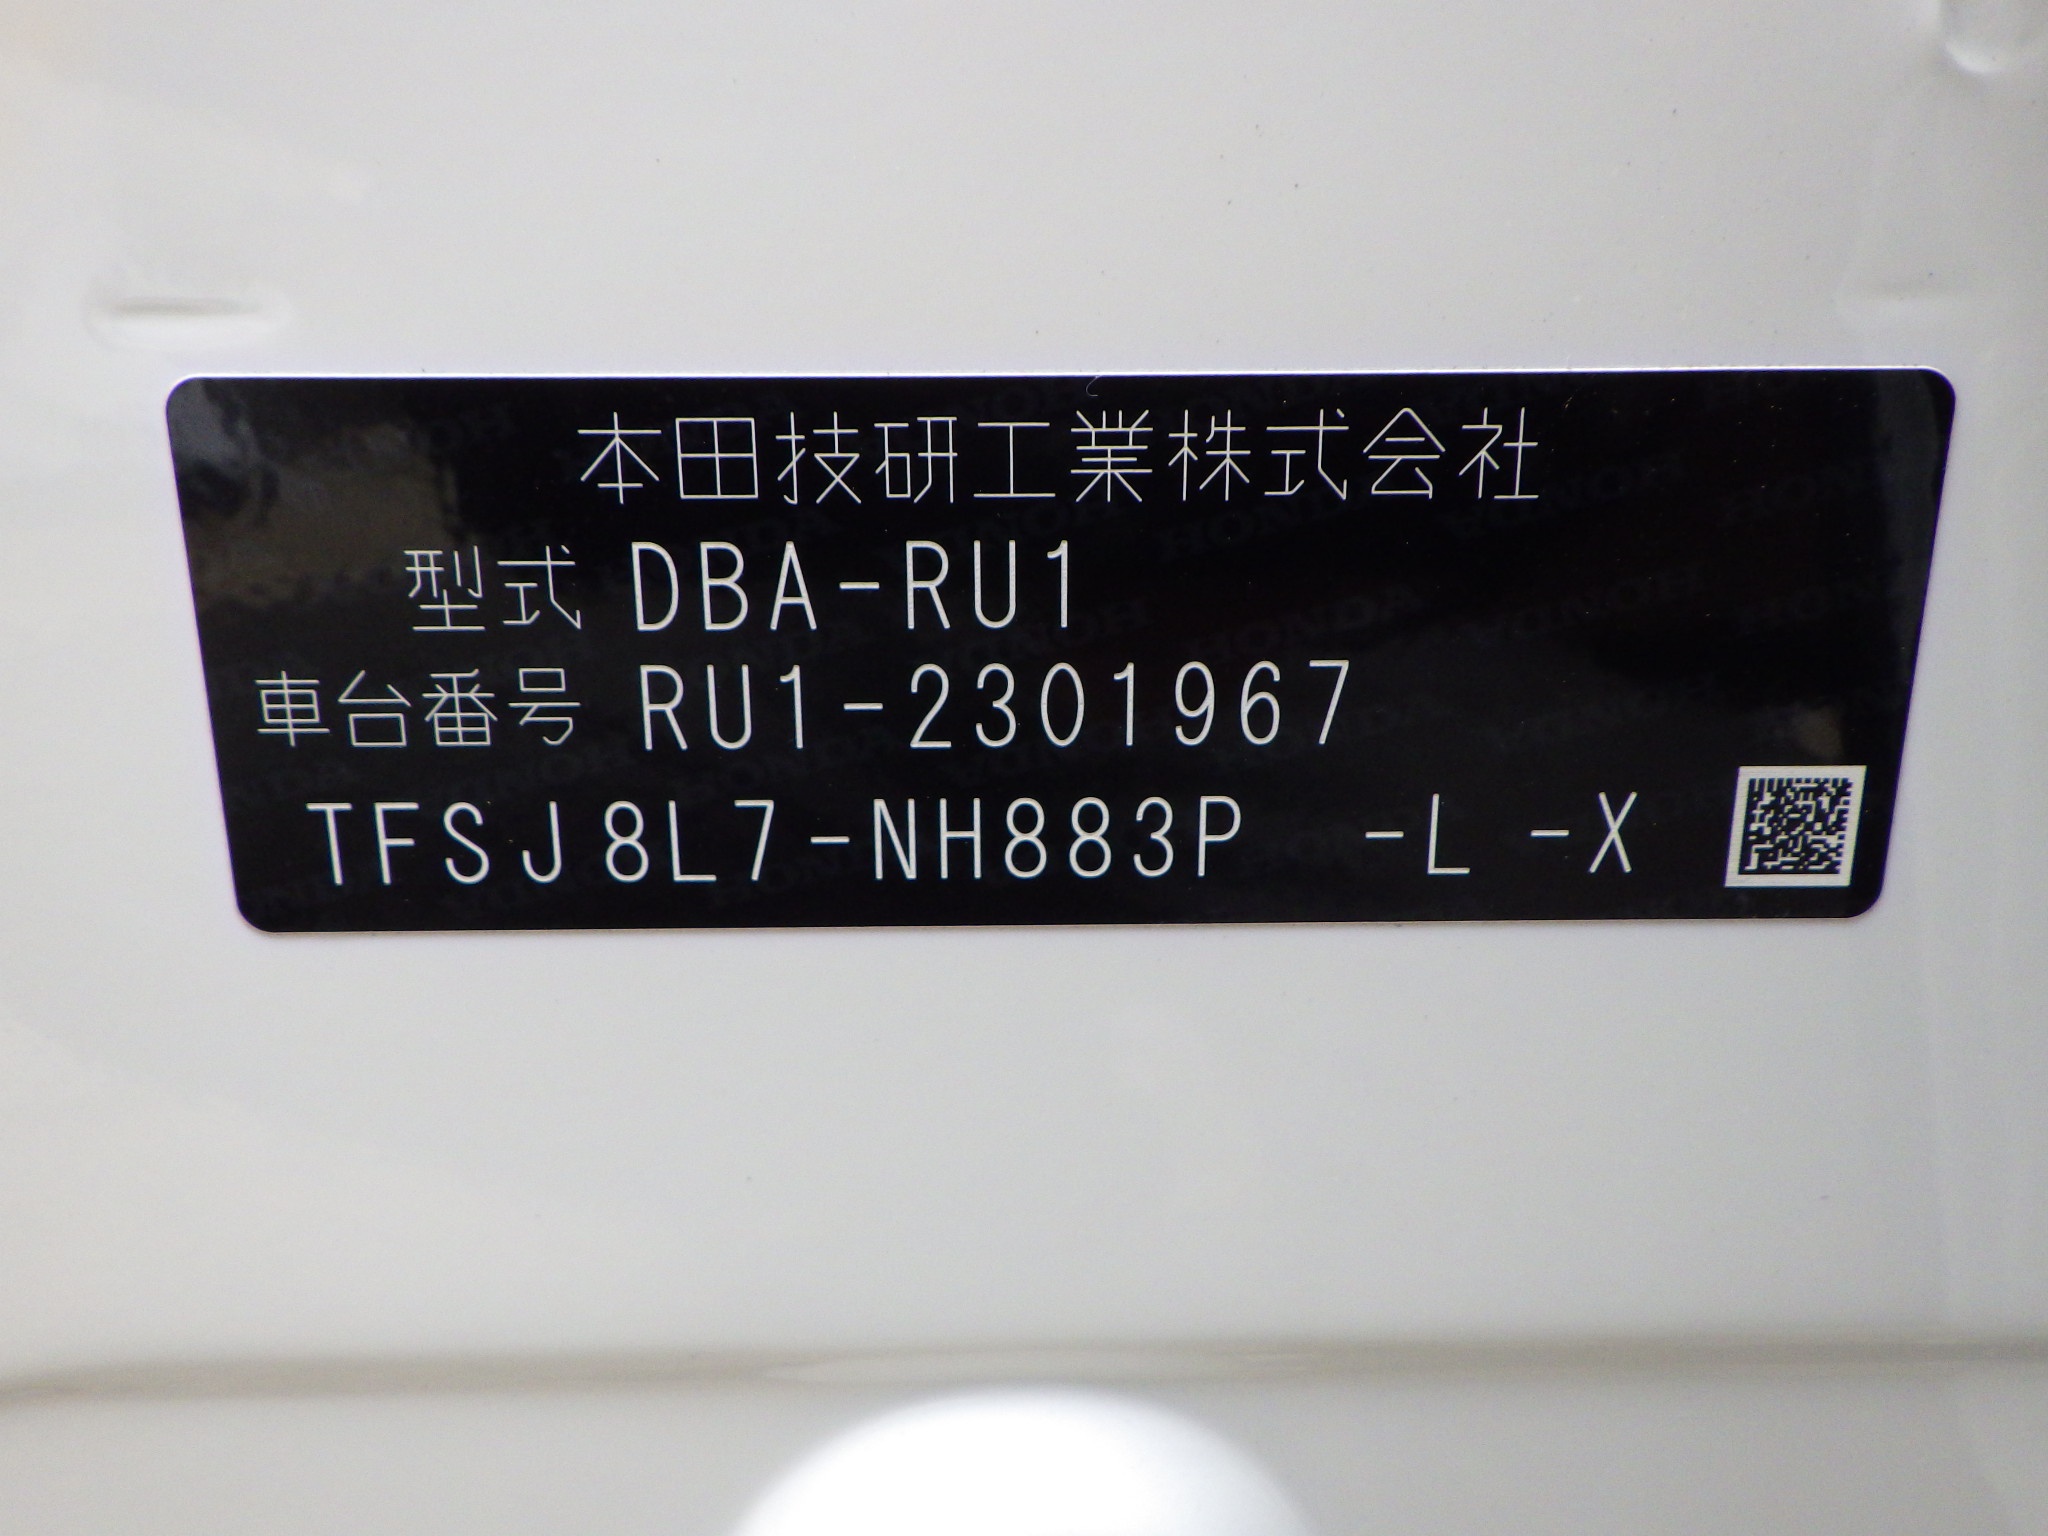 本田技研工業株式会社
型式 DBA-RU1
車台番号 RU1-2301967
TFSJ8L7-NH883P -L -X